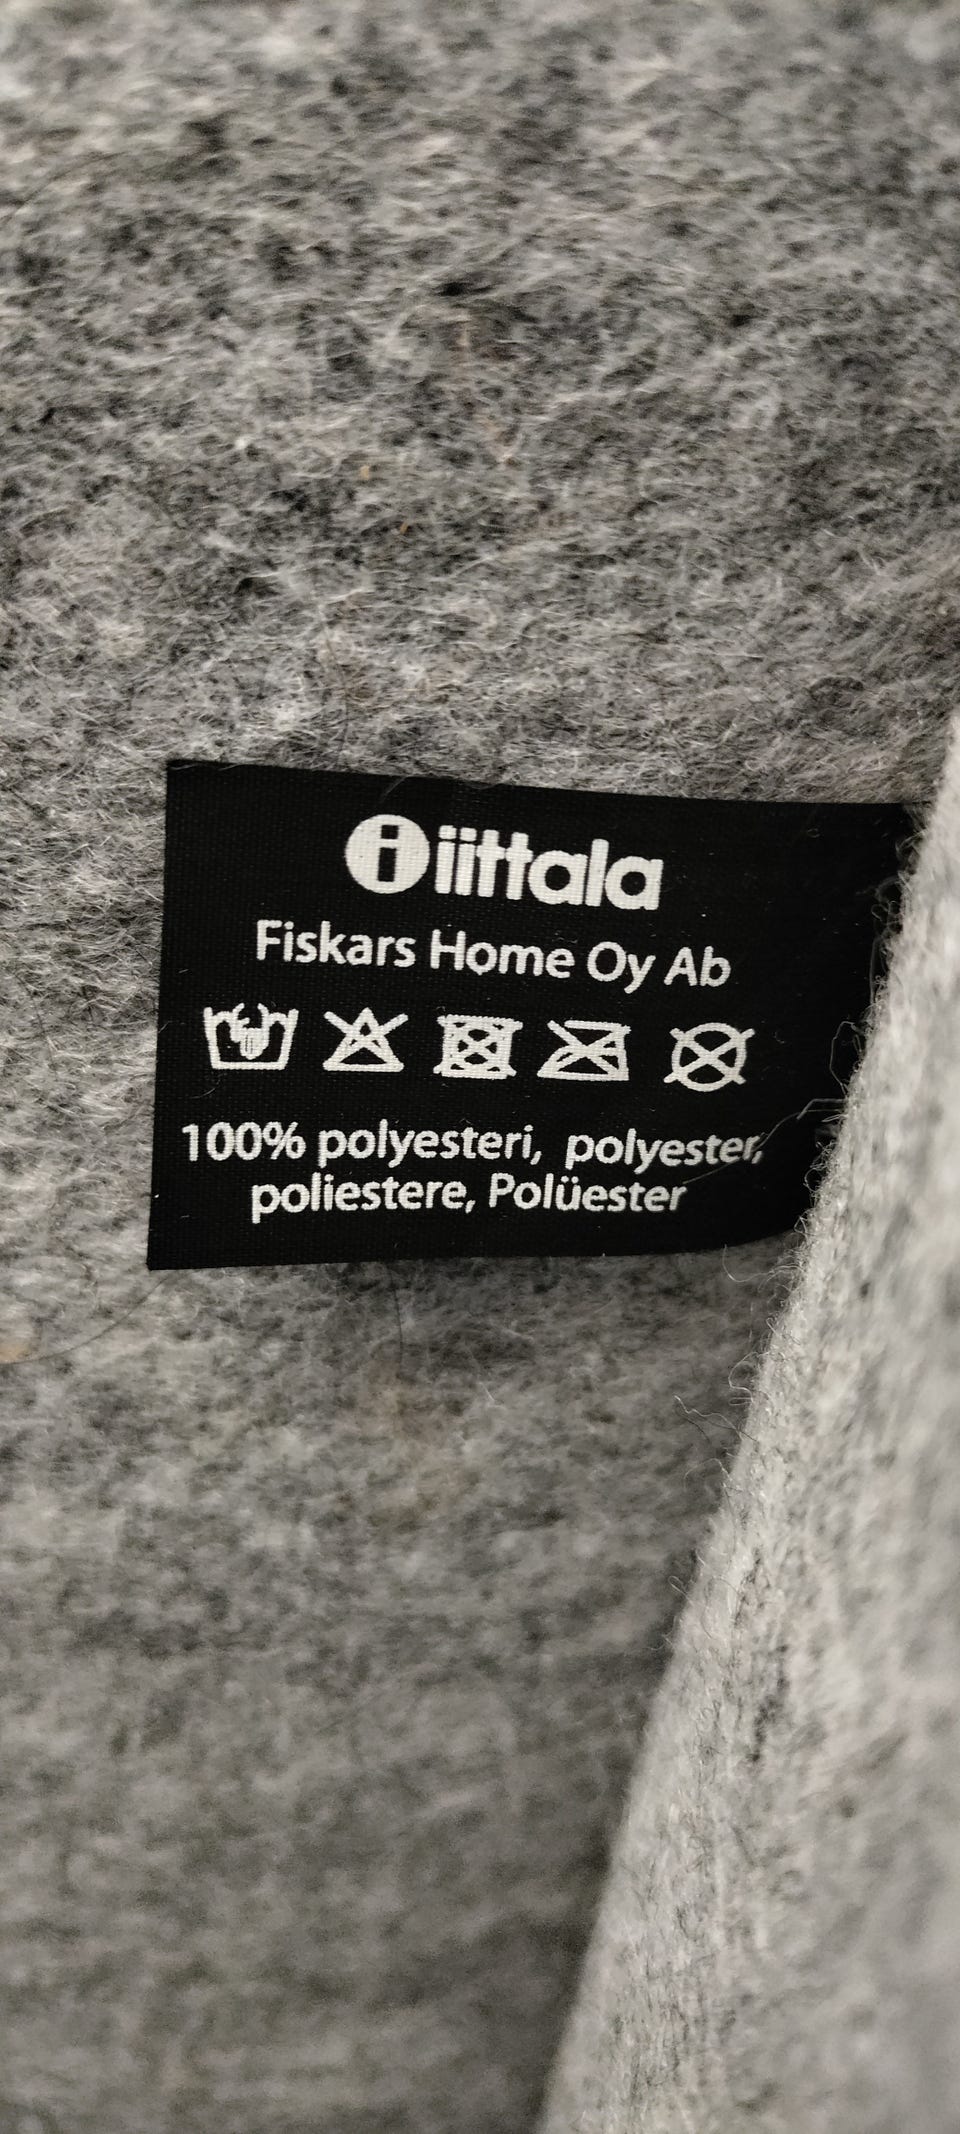 i iittala
Fiskars Home Oy Ab
100% polyesteri, polyester,
poliestere, Polüester